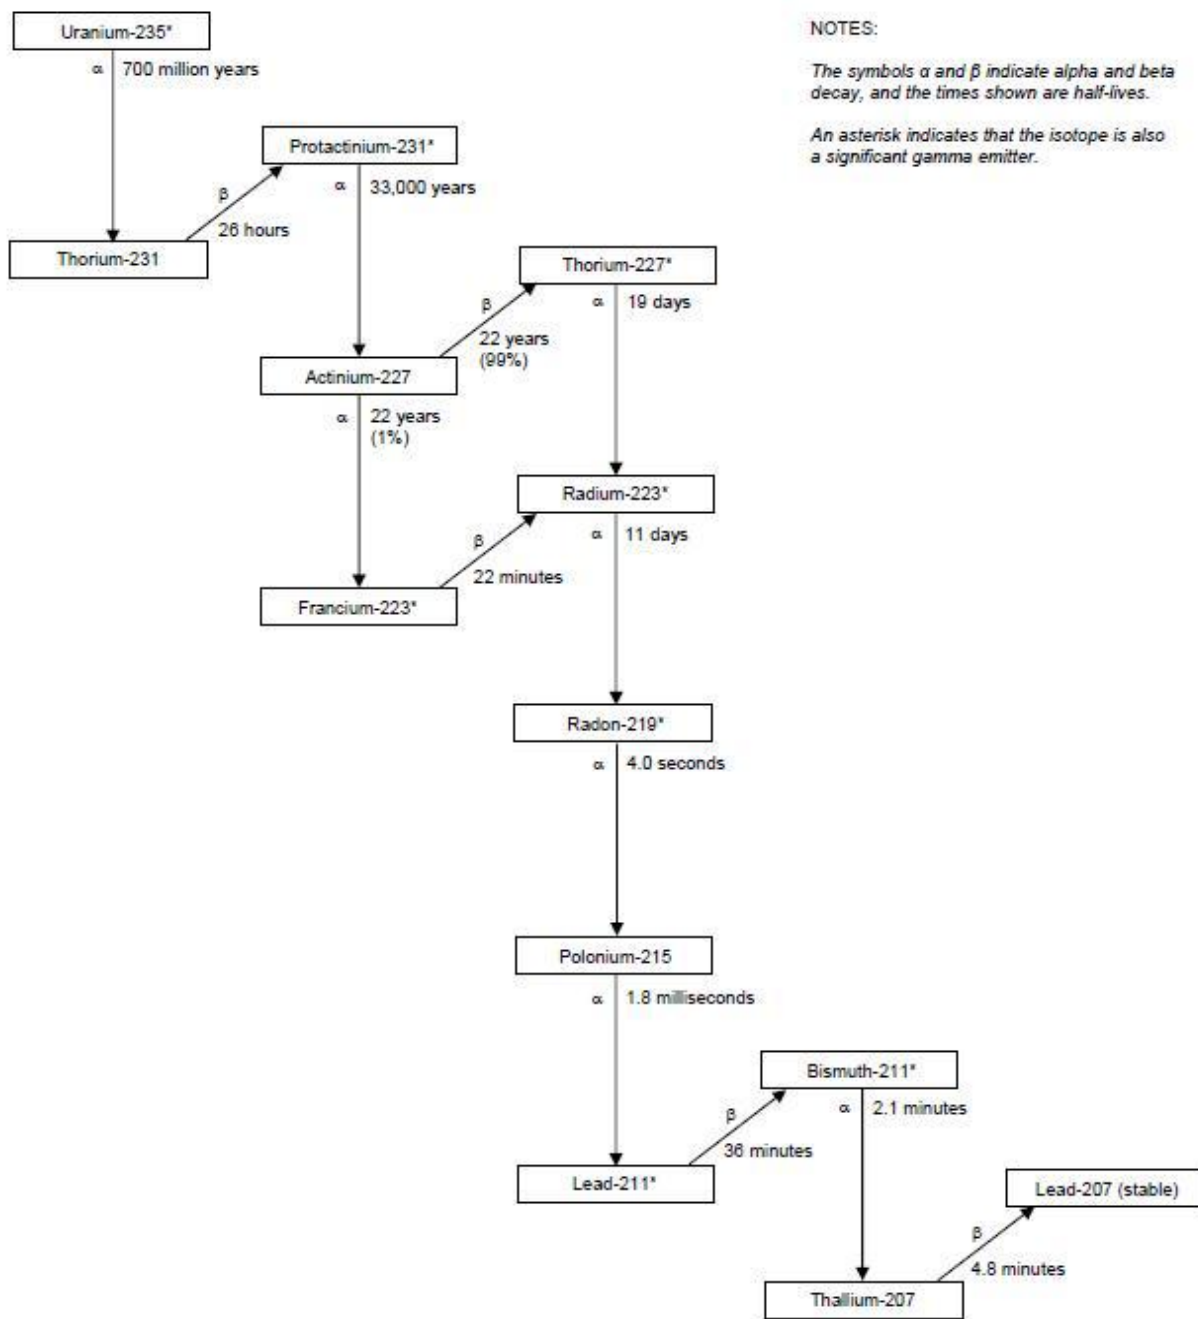 Uranium-235*
α 700 million years
NOTES:
The symbols α and β indicate alpha and beta
decay, and the times shown are half-lives.
An asterisk indicates that the isotope is also
a significant gamma emitter.
Protactinium-231*
α 33,000 years
β
26 hours
Thorium-231
Thorium-227*
α 19 days
β
22 years
(99%)
Actinium-227
α 22 years
(1%)
Radium-223*
α 11 days
β
22 minutes
Francium-223*
Radon-219*
α 4.0 seconds
Polonium-215
α 1.8 milliseconds
Bismuth-211*
α 2.1 minutes
β
36 minutes
Lead-211*
Lead-207 (stable)
β
4.8 minutes
Thallium-207